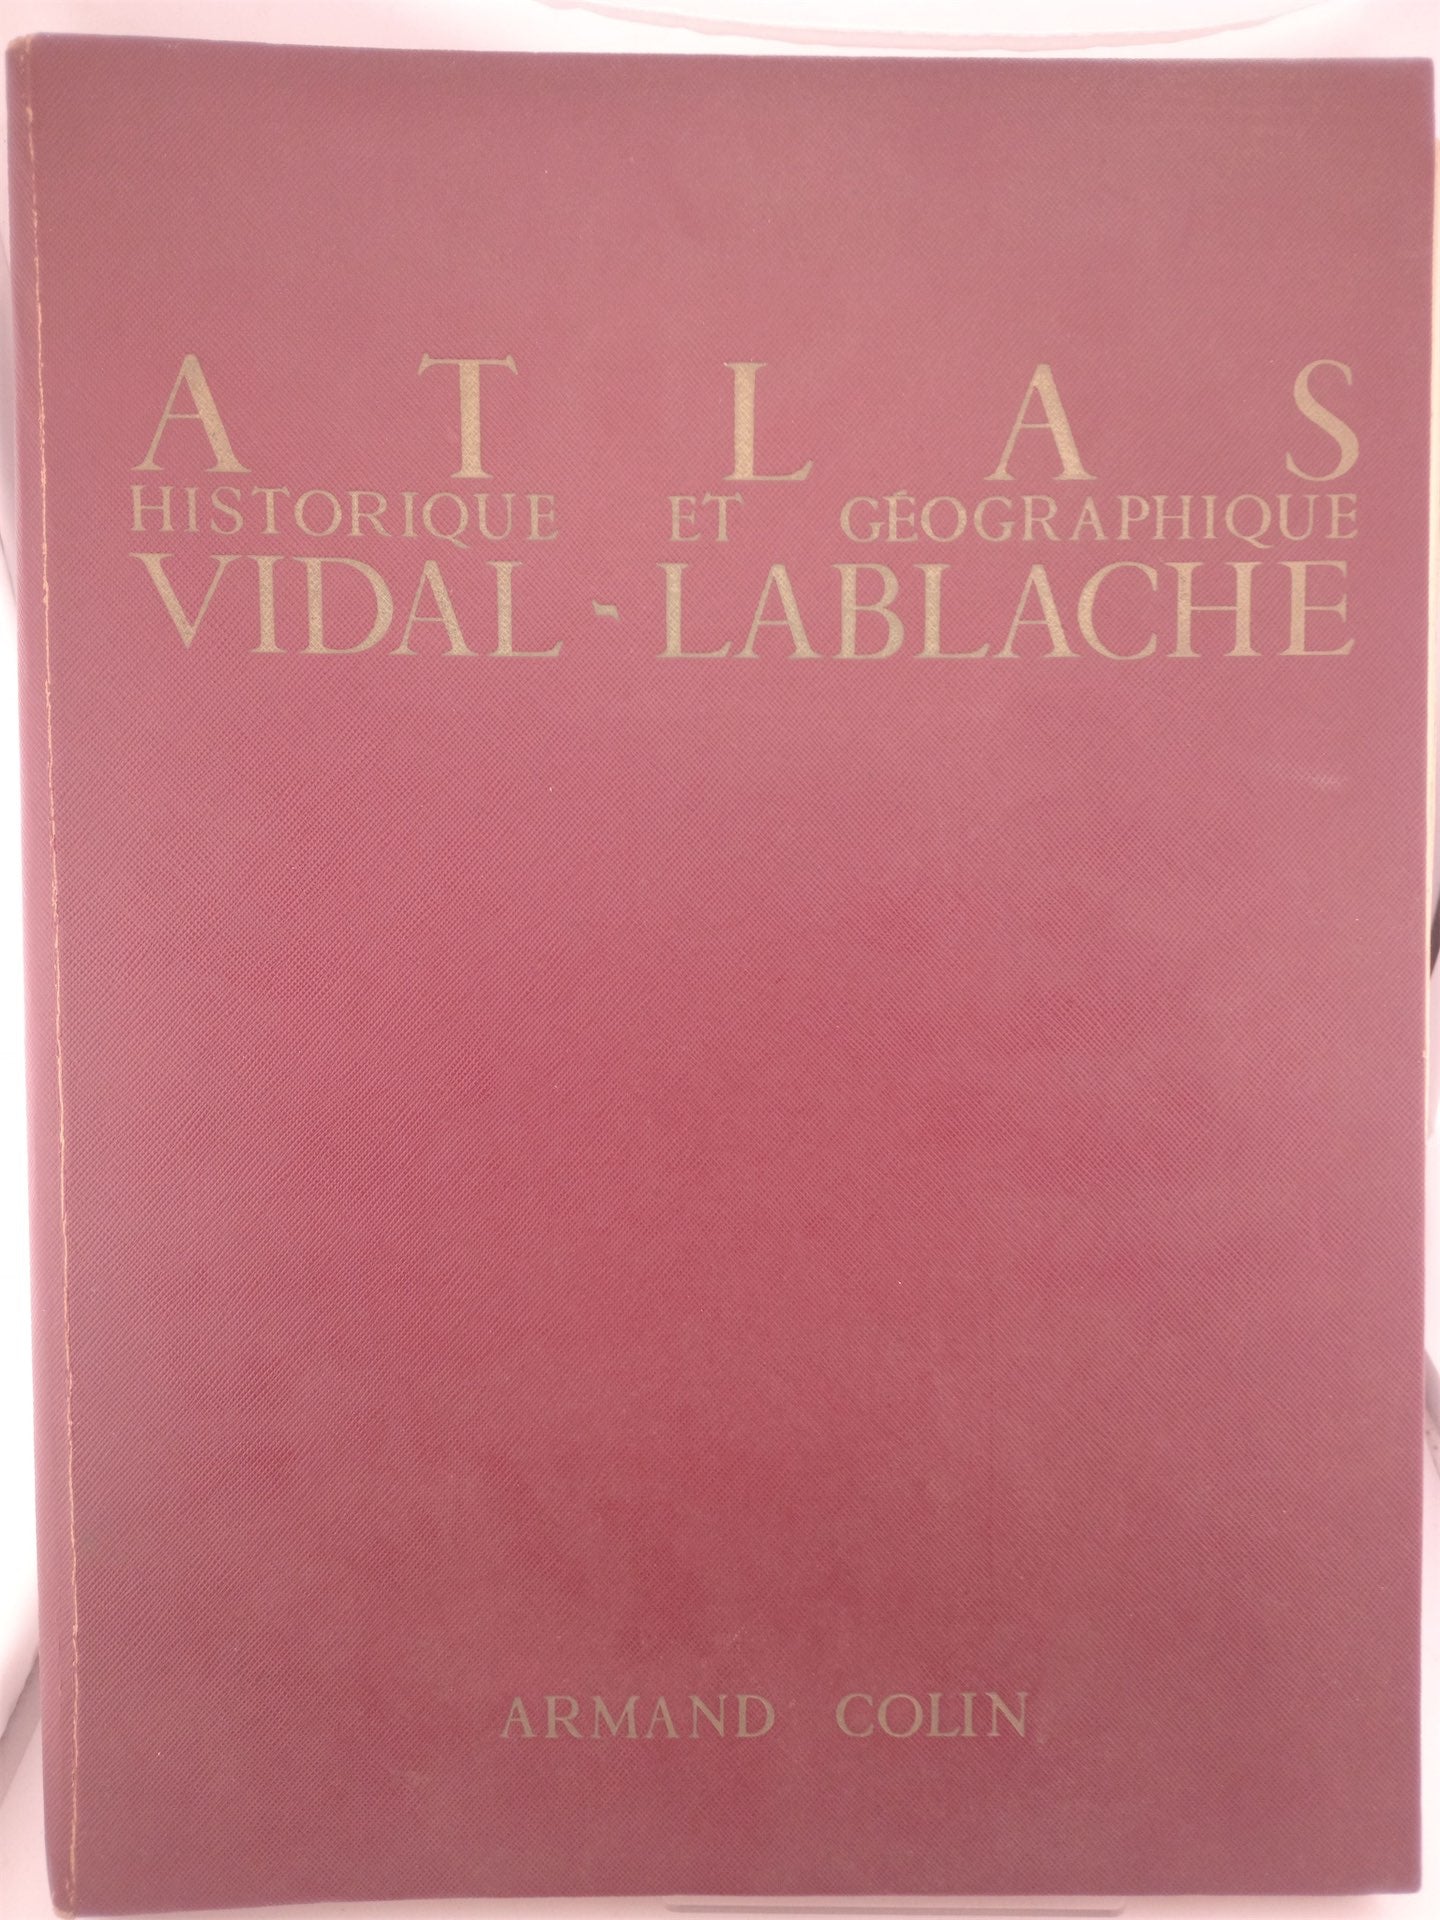 ATLAS
HISTORIQUE ET GÉOGRAPHIQUE
VIDAL-LABLACHE
ARMAND COLIN